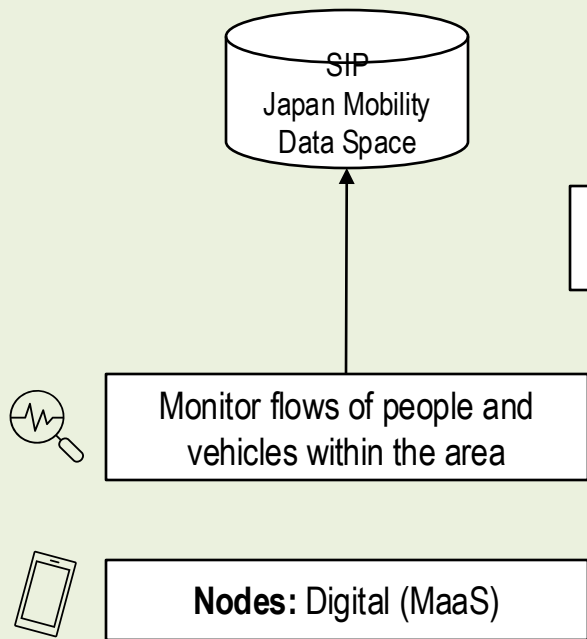 SIP
Japan Mobility
Data Space
Monitor flows of people and
vehicles within the area
Nodes: Digital (MaaS)